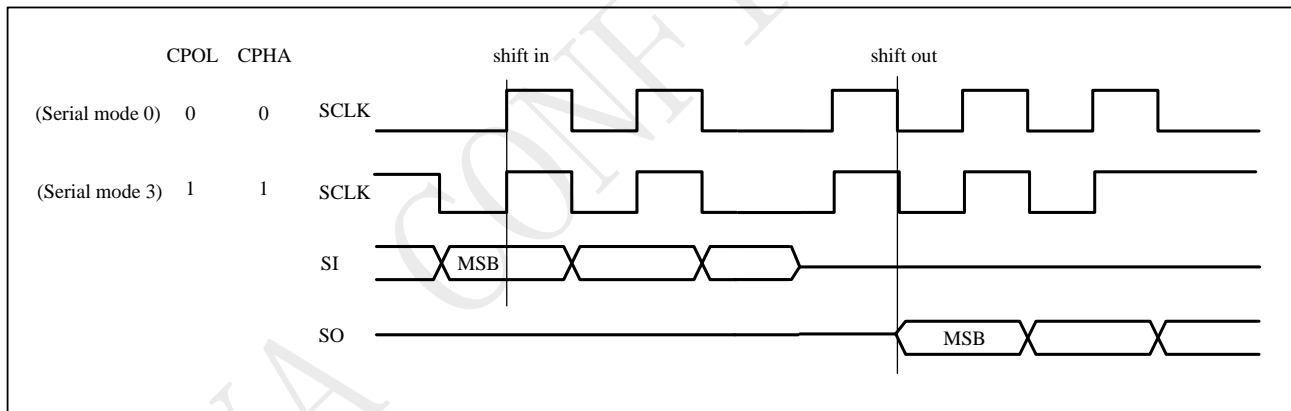 CPOL CPHA shift in shift out
(Serial mode 0) 0 0 SCLK
(Serial mode 3) 1 1 SCLK
SI MSB
SO MSB